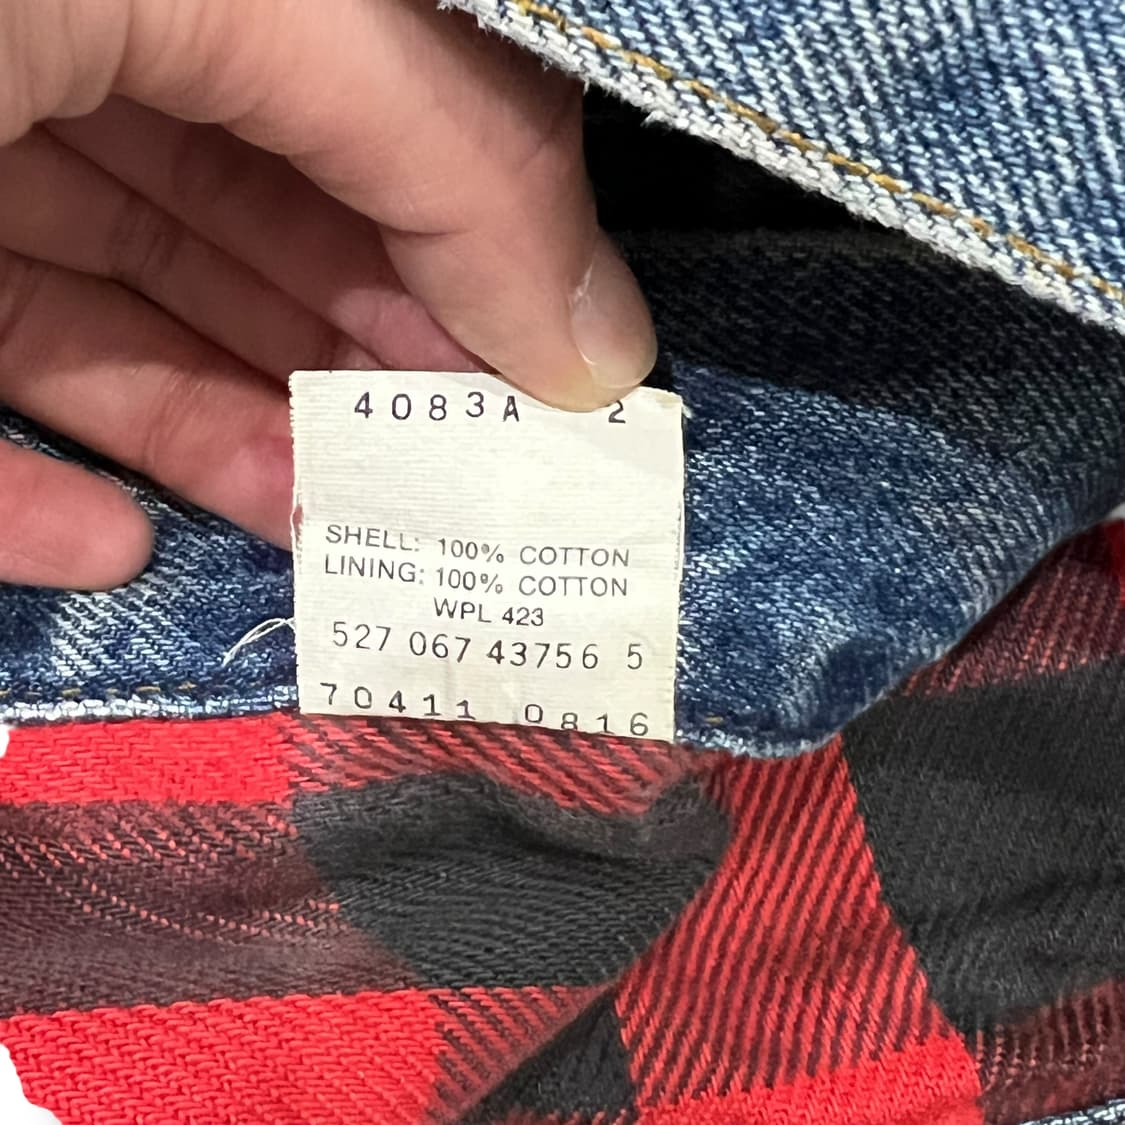 4083A 2
SHELL: 100% COTTON
LINING: 100% COTTON
WPL 423
527 067 43756 5
70411 0816